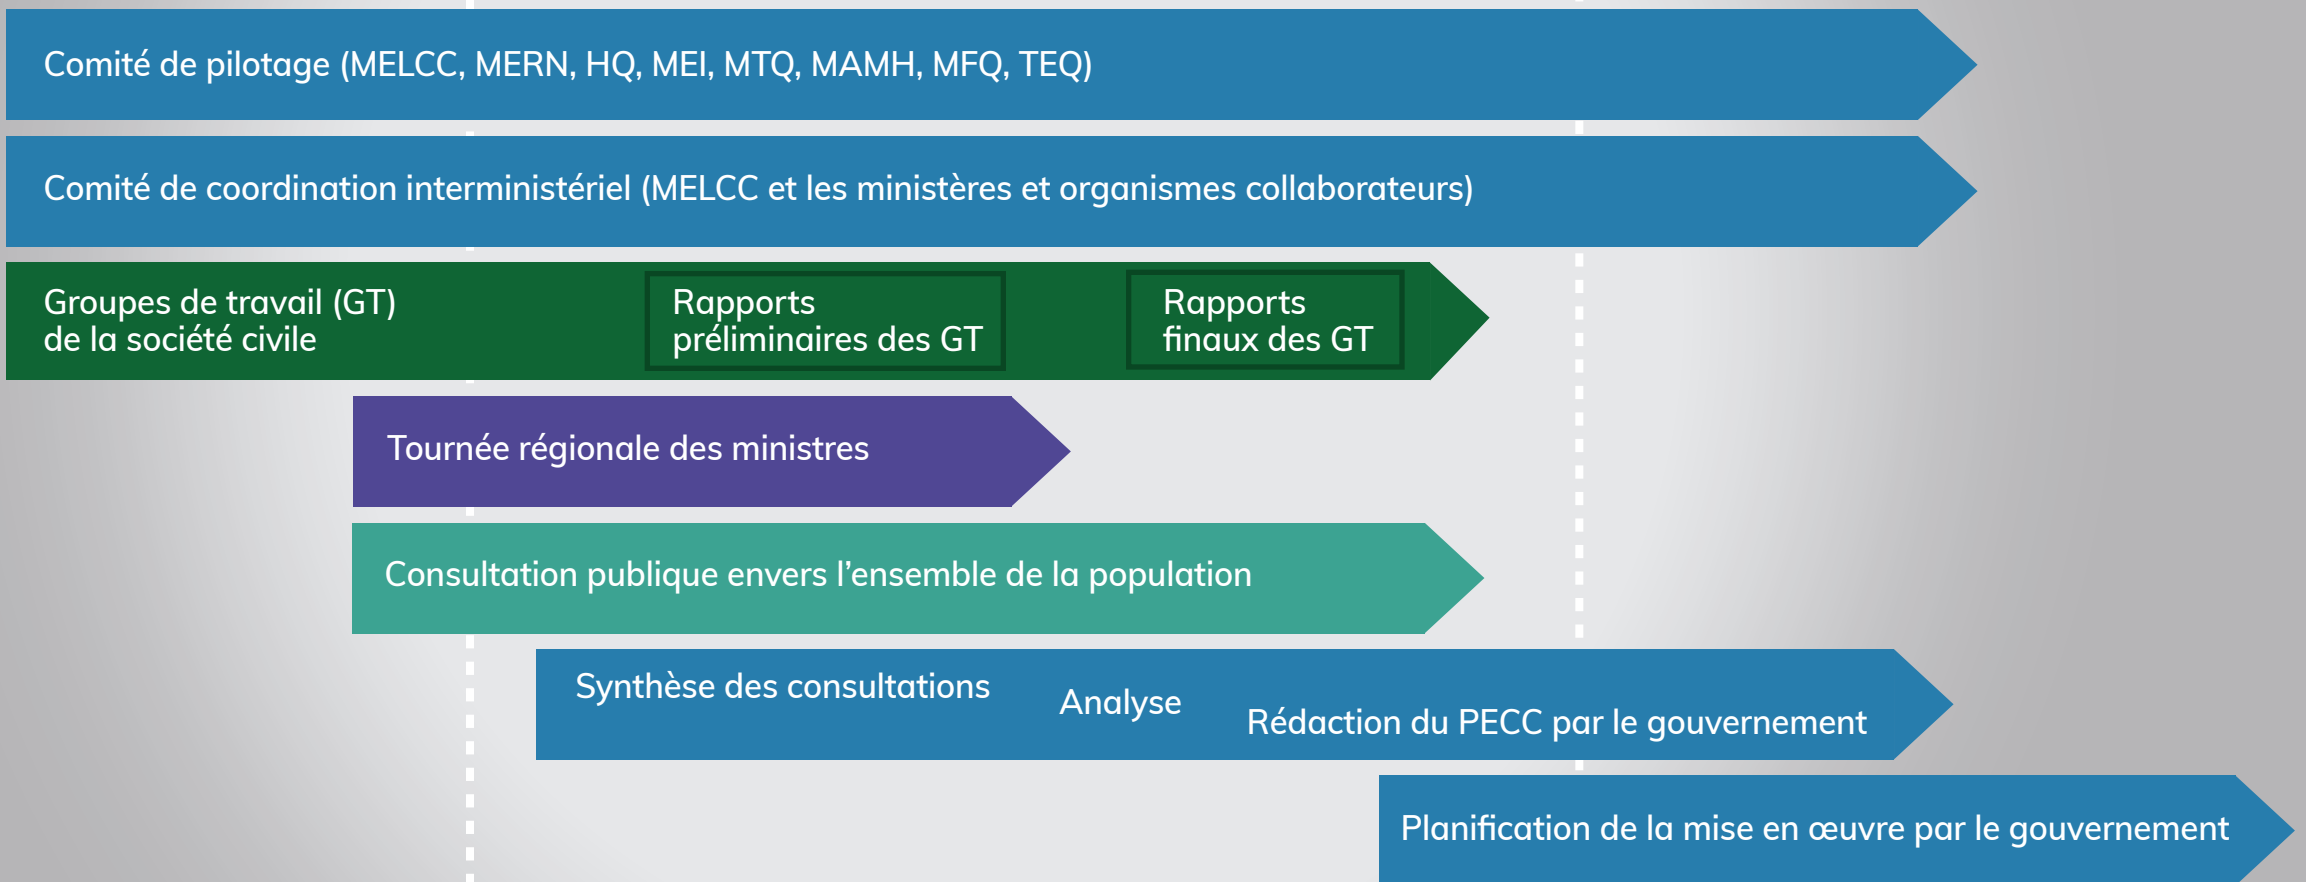 Comité de pilotage (MELCC, MERN, HQ, MEI, MTQ, MAMH, MFQ, TEQ)
Comité de coordination interministériel (MELCC et les ministères et organismes collaborateurs)
Groupes de travail (GT)
de la société civile
Rapports
préliminaires des GT
Rapports
finaux des GT
Tournée régionale des ministres
Consultation publique envers l’ensemble de la population
Synthèse des consultations
Analyse
Rédaction du PECC par le gouvernement
Planification de la mise en œuvre par le gouvernement